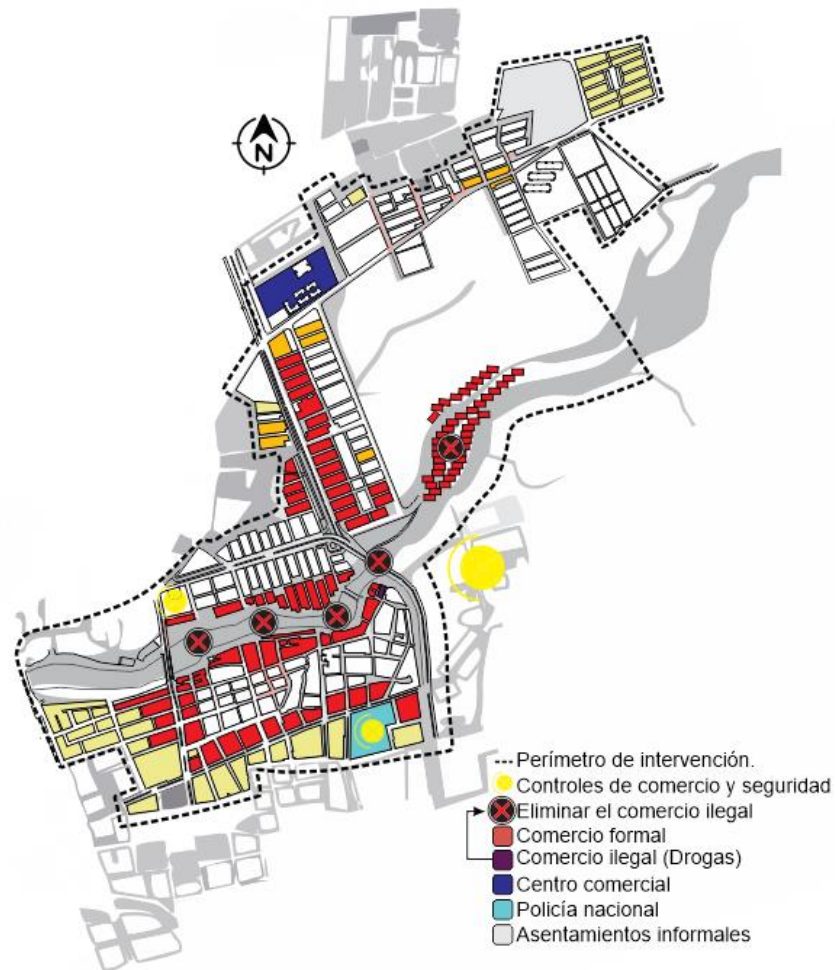 N
Perímetro de intervención.
Controles de comercio y seguridad
Eliminar el comercio ilegal
Comercio formal
Comercio ilegal (Drogas)
Centro comercial
Policía nacional
Asentamientos informales